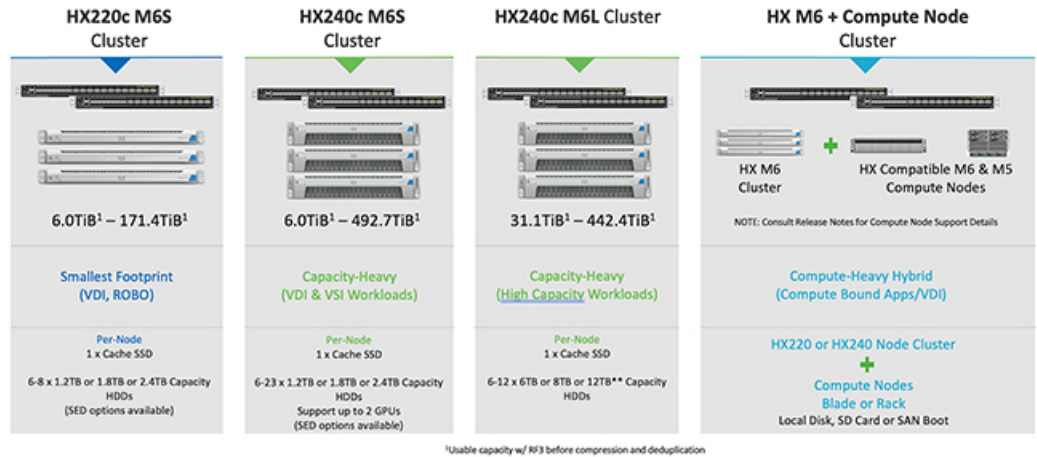 HX220c M6S
Cluster
6.0TiB¹ – 171.4TiB¹
Smallest Footprint
(VDI, ROBO)
Per-Node
1 x Cache SSD
6-8 x 1.2TB or 1.8TB or 2.4TB Capacity
HDDs
(SED options available)
HX240c M6S
Cluster
6.0TiB¹ – 492.7TiB¹
Capacity-Heavy
(VDI & VSI Workloads)
Per-Node
1 x Cache SSD
6-23 x 1.2TB or 1.8TB or 2.4TB Capacity
HDDs
Support up to 2 GPUs
(SED options available)
HX240c M6L Cluster
31.1TiB¹ – 442.4TiB¹
Capacity-Heavy
(High Capacity Workloads)
Per-Node
1 x Cache SSD
6-12 x 6TB or 8TB or 12TB** Capacity
HDDs
HX M6 + Compute Node
Cluster
+
HX M6
Cluster
HX Compatible M6 & M5
Compute Nodes
NOTE: Consult Release Notes for Compute Node Support Details
Compute-Heavy Hybrid
(Compute Bound Apps/VDI)
HX220 or HX240 Node Cluster
+
Compute Nodes
Blade or Rack
Local Disk, SD Card or SAN Boot
¹Usable capacity w/ RF3 before compression and deduplication